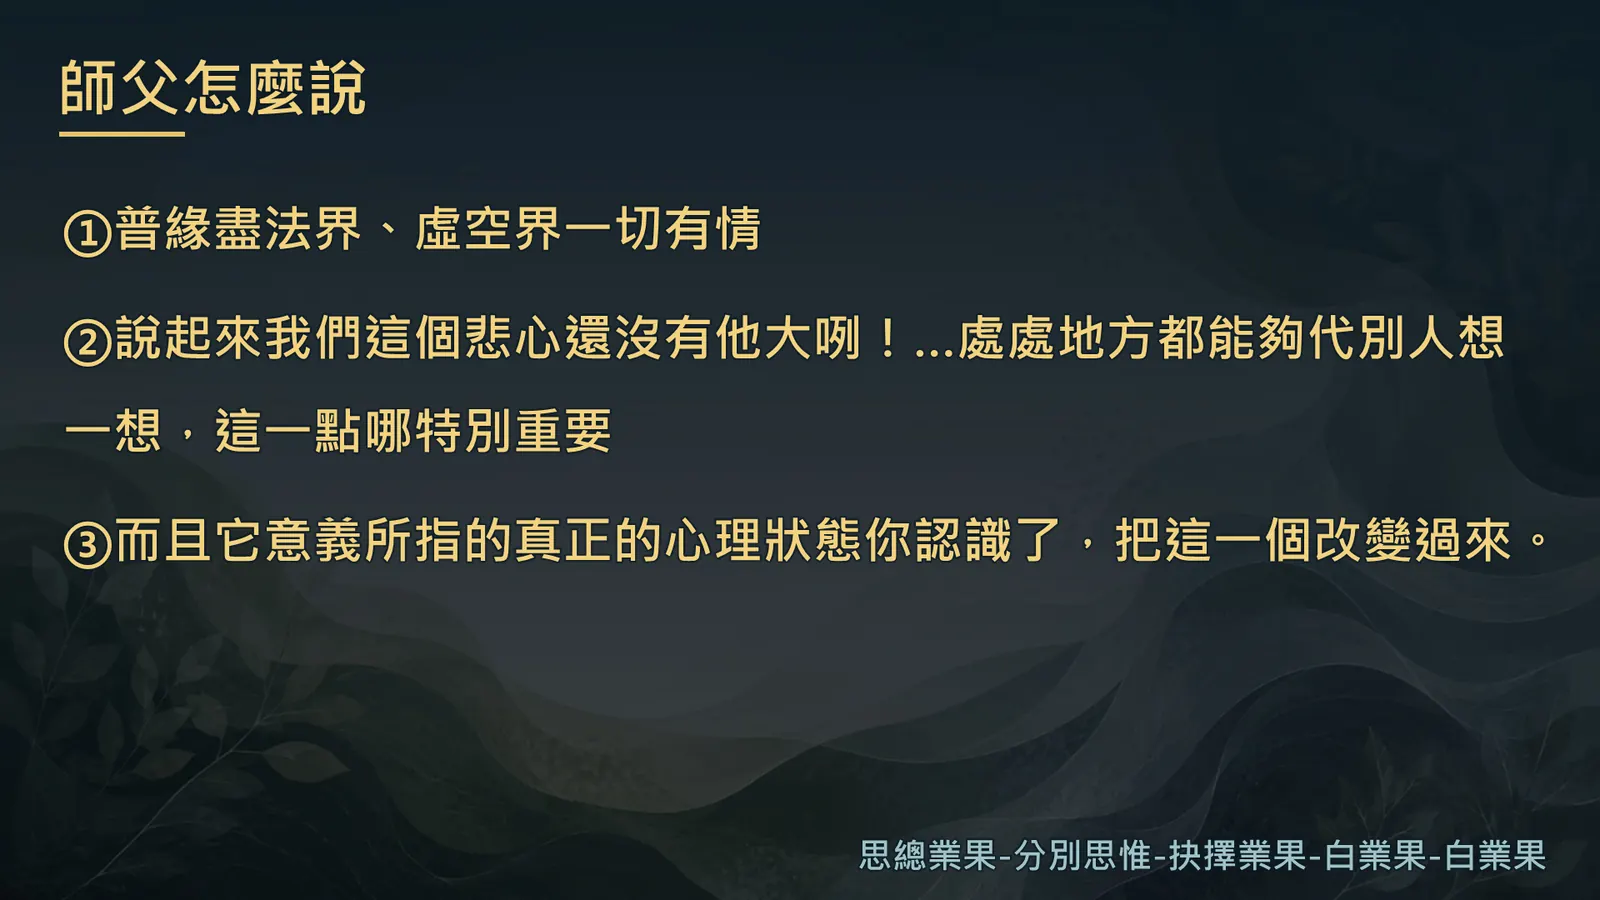 師父怎麼說
①普緣盡法界、虛空界一切有情
②說起來我們這個悲心還沒有他大咧！...處處地方都能夠代別人想
一想，這一點哪特別重要
③而且它意義所指的真正的心理狀態你認識了，把這一個改變過來。
思總業果-分別思惟-抉擇業果-白業果-白業果